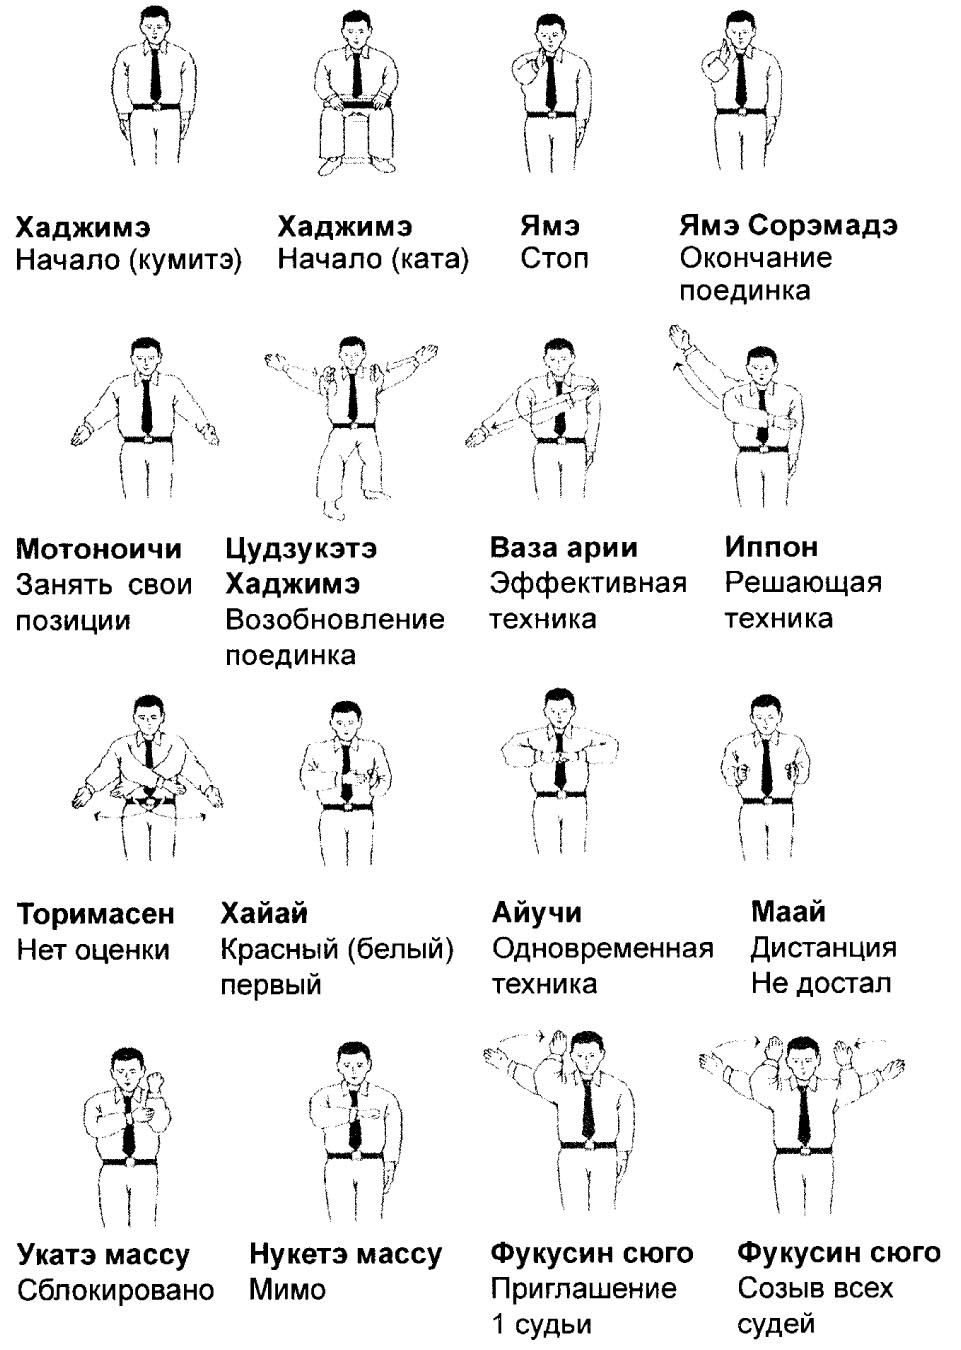 Хаджимэ
Начало (кумитэ)
Хаджимэ
Начало (ката)
Ямэ
Стоп
Ямэ Сорэмадэ
Окончание
поединка
Мотоноичи
Занять свои
позиции
Цудзукэтэ
Хаджимэ
Возобновление
поединка
Ваза арии
Эффективная
техника
Иппон
Решающая
техника
Торимасен
Нет оценки
Хайай
Красный (белый)
первый
Айучи
Одновременная
техника
Маай
Дистанция
Не достал
Укатэ массу
Сблокировано
Нукетэ массу
Мимо
Фукусин сюго
Приглашение
1 судьи
Фукусин сюго
Созыв всех
судей